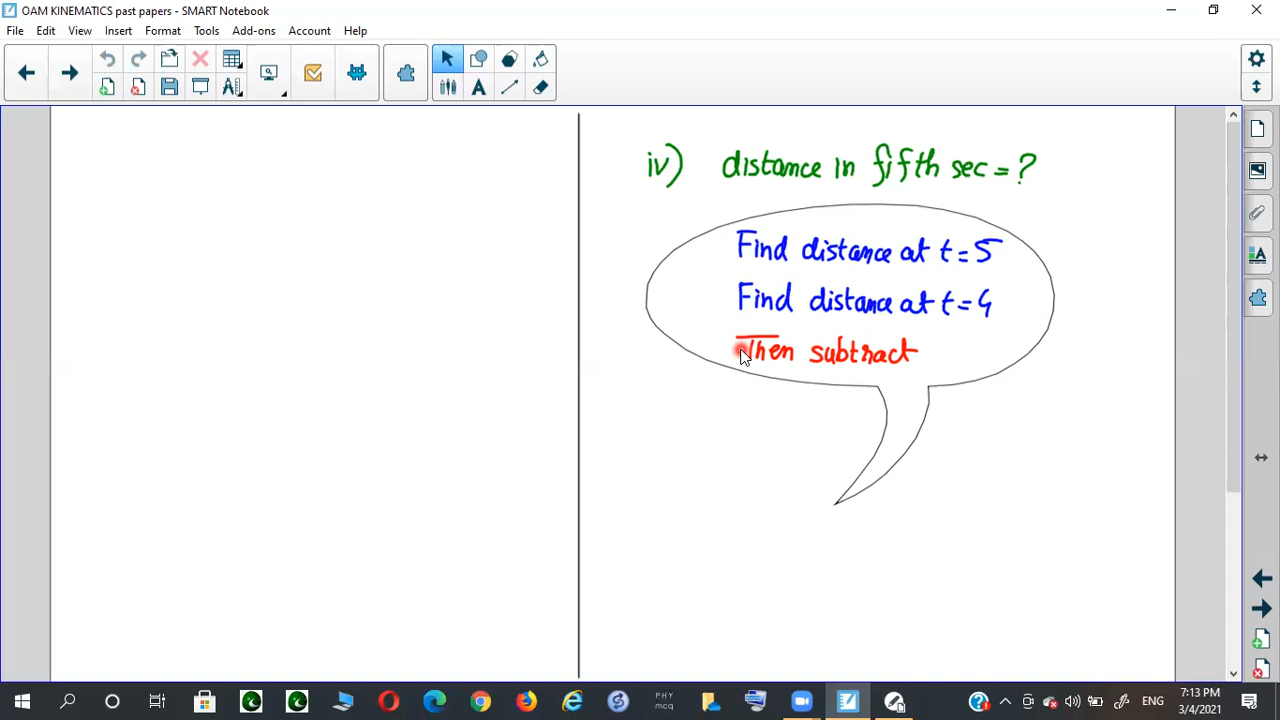 OAM KINEMATICS past papers - SMART Notebook
File Edit View Insert Format Tools Add-ons Account Help
iv) distance in fifth sec = ?
Find distance at t = 5
Find distance at t = 4
Then subtract
PHY
mcq
ENG
7:13 PM
3/4/2021